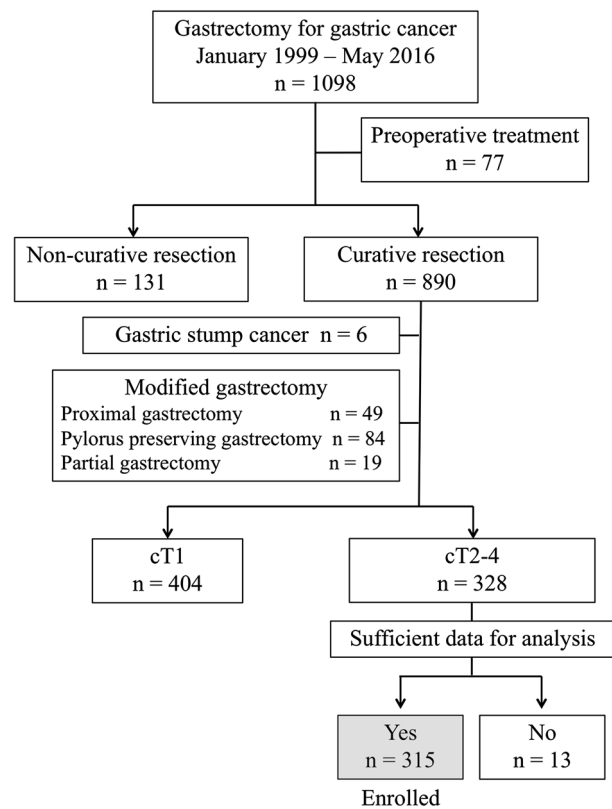 Gastrectomy for gastric cancer
January 1999 – May 2016
n = 1098
Preoperative treatment
n = 77
Non-curative resection
n = 131
Curative resection
n = 890
Gastric stump cancer n = 6
Modified gastrectomy
Proximal gastrectomy n = 49
Pylorus preserving gastrectomy n = 84
Partial gastrectomy n = 19
cT1
n = 404
cT2-4
n = 328
Sufficient data for analysis
Yes
n = 315
No
n = 13
Enrolled